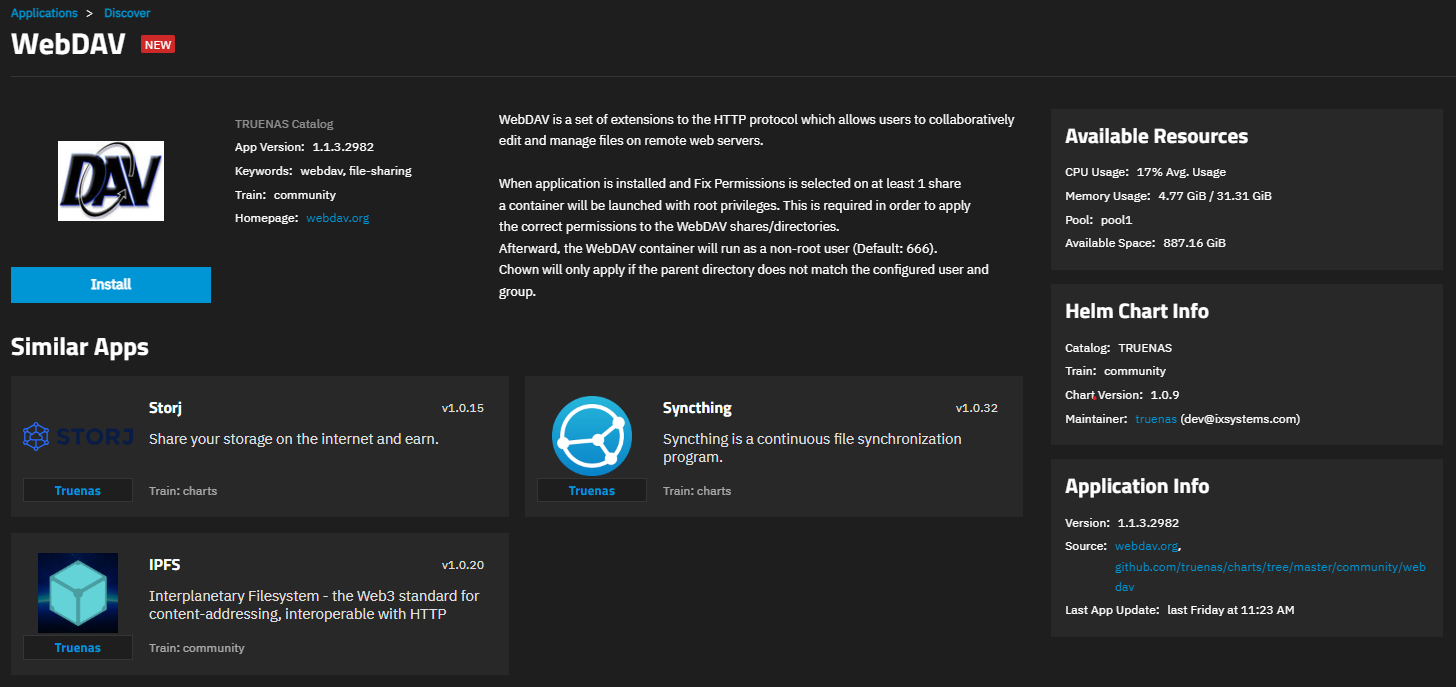 Applications > Discover
WebDAV NEW
DAV
TRUENAS Catalog
App Version: 1.1.3.2982
Keywords: webdav, file-sharing
Train: community
Homepage: webdav.org
Install
WebDAV is a set of extensions to the HTTP protocol which allows users to collaboratively
edit and manage files on remote web servers.
When application is installed and Fix Permissions is selected on at least 1 share
a container will be launched with root privileges. This is required in order to apply
the correct permissions to the WebDAV shares/directories.
Afterward, the WebDAV container will run as a non-root user (Default: 666).
Chown will only apply if the parent directory does not match the configured user and
group.
Similar Apps
STORJ
Storj v1.0.15
Share your storage on the internet and earn.
Truenas Train: charts
Syncthing v1.0.32
Syncthing is a continuous file synchronization
program.
Truenas Train: charts
IPFS v1.0.20
Interplanetary Filesystem - the Web3 standard for
content-addressing, interoperable with HTTP
Truenas Train: community
Available Resources
CPU Usage: 17% Avg. Usage
Memory Usage: 4.77 GiB / 31.31 GiB
Pool: pool1
Available Space: 887.16 GiB
Helm Chart Info
Catalog: TRUENAS
Train: community
Chart Version: 1.0.9
Maintainer: truenas (dev@ixsystems.com)
Application Info
Version: 1.1.3.2982
Source: webdav.org,
github.com/truenas/charts/tree/master/community/web
dav
Last App Update: last Friday at 11:23 AM